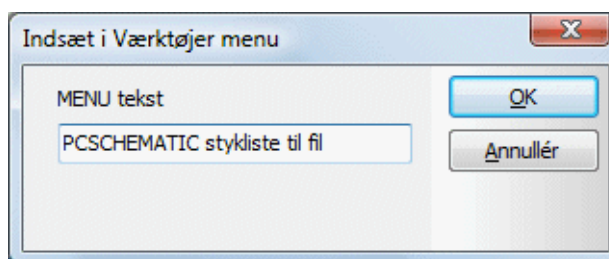 Indsæt i Værktøjer menu
MENU tekst
PCSCHEMATIC stykliste til fil
OK
Annullér